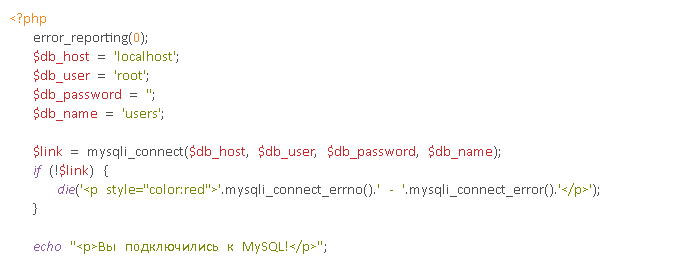 <?php
error_reporting(0);
$db_host = 'localhost';
$db_user = 'root';
$db_password = '';
$db_name = 'users';
$link = mysqli_connect($db_host, $db_user, $db_password, $db_name);
if (!$link) {
die('<p style="color:red">'.mysqli_connect_errno().' - '.mysqli_connect_error().'</p>');
}
echo "<p>Вы подключились к MySQL!</p>";